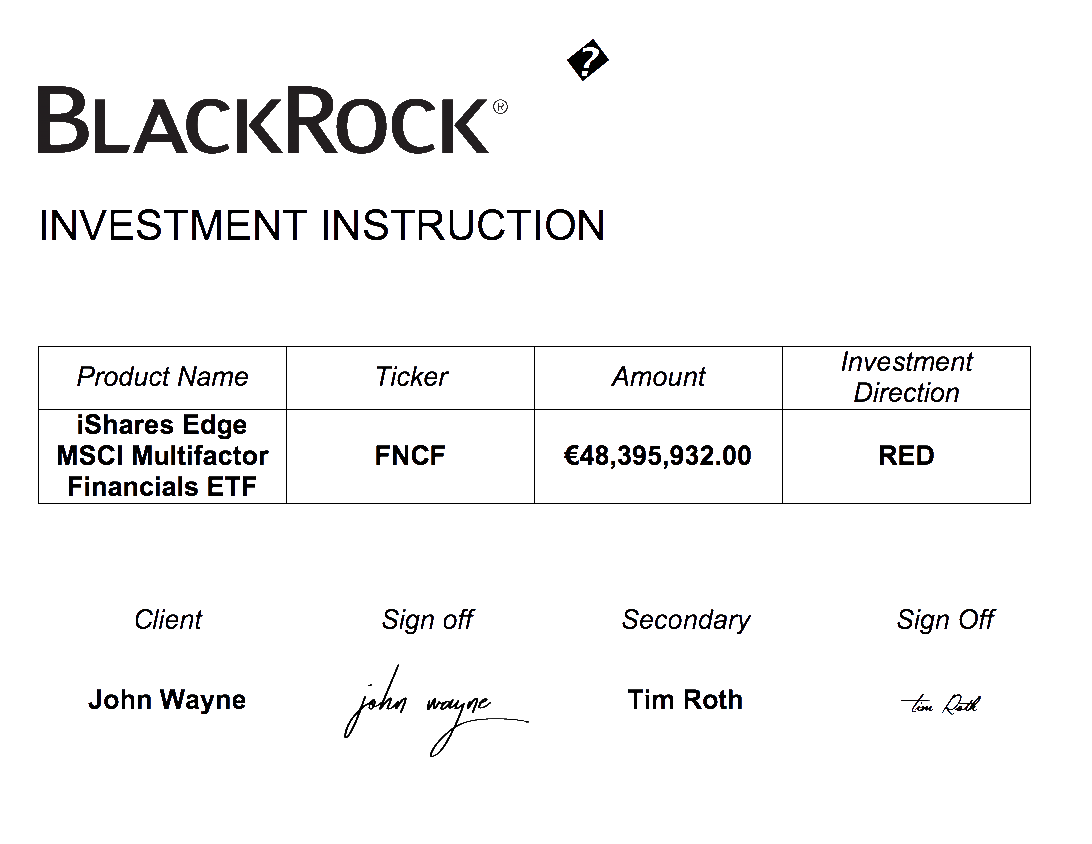 �
BLACKROCK®
INVESTMENT INSTRUCTION
Product Name Ticker Amount Investment Direction
iShares Edge MSCI Multifactor Financials ETF FNCF €48,395,932.00 RED
Client Sign off Secondary Sign Off
John Wayne john wayne Tim Roth tim Roth